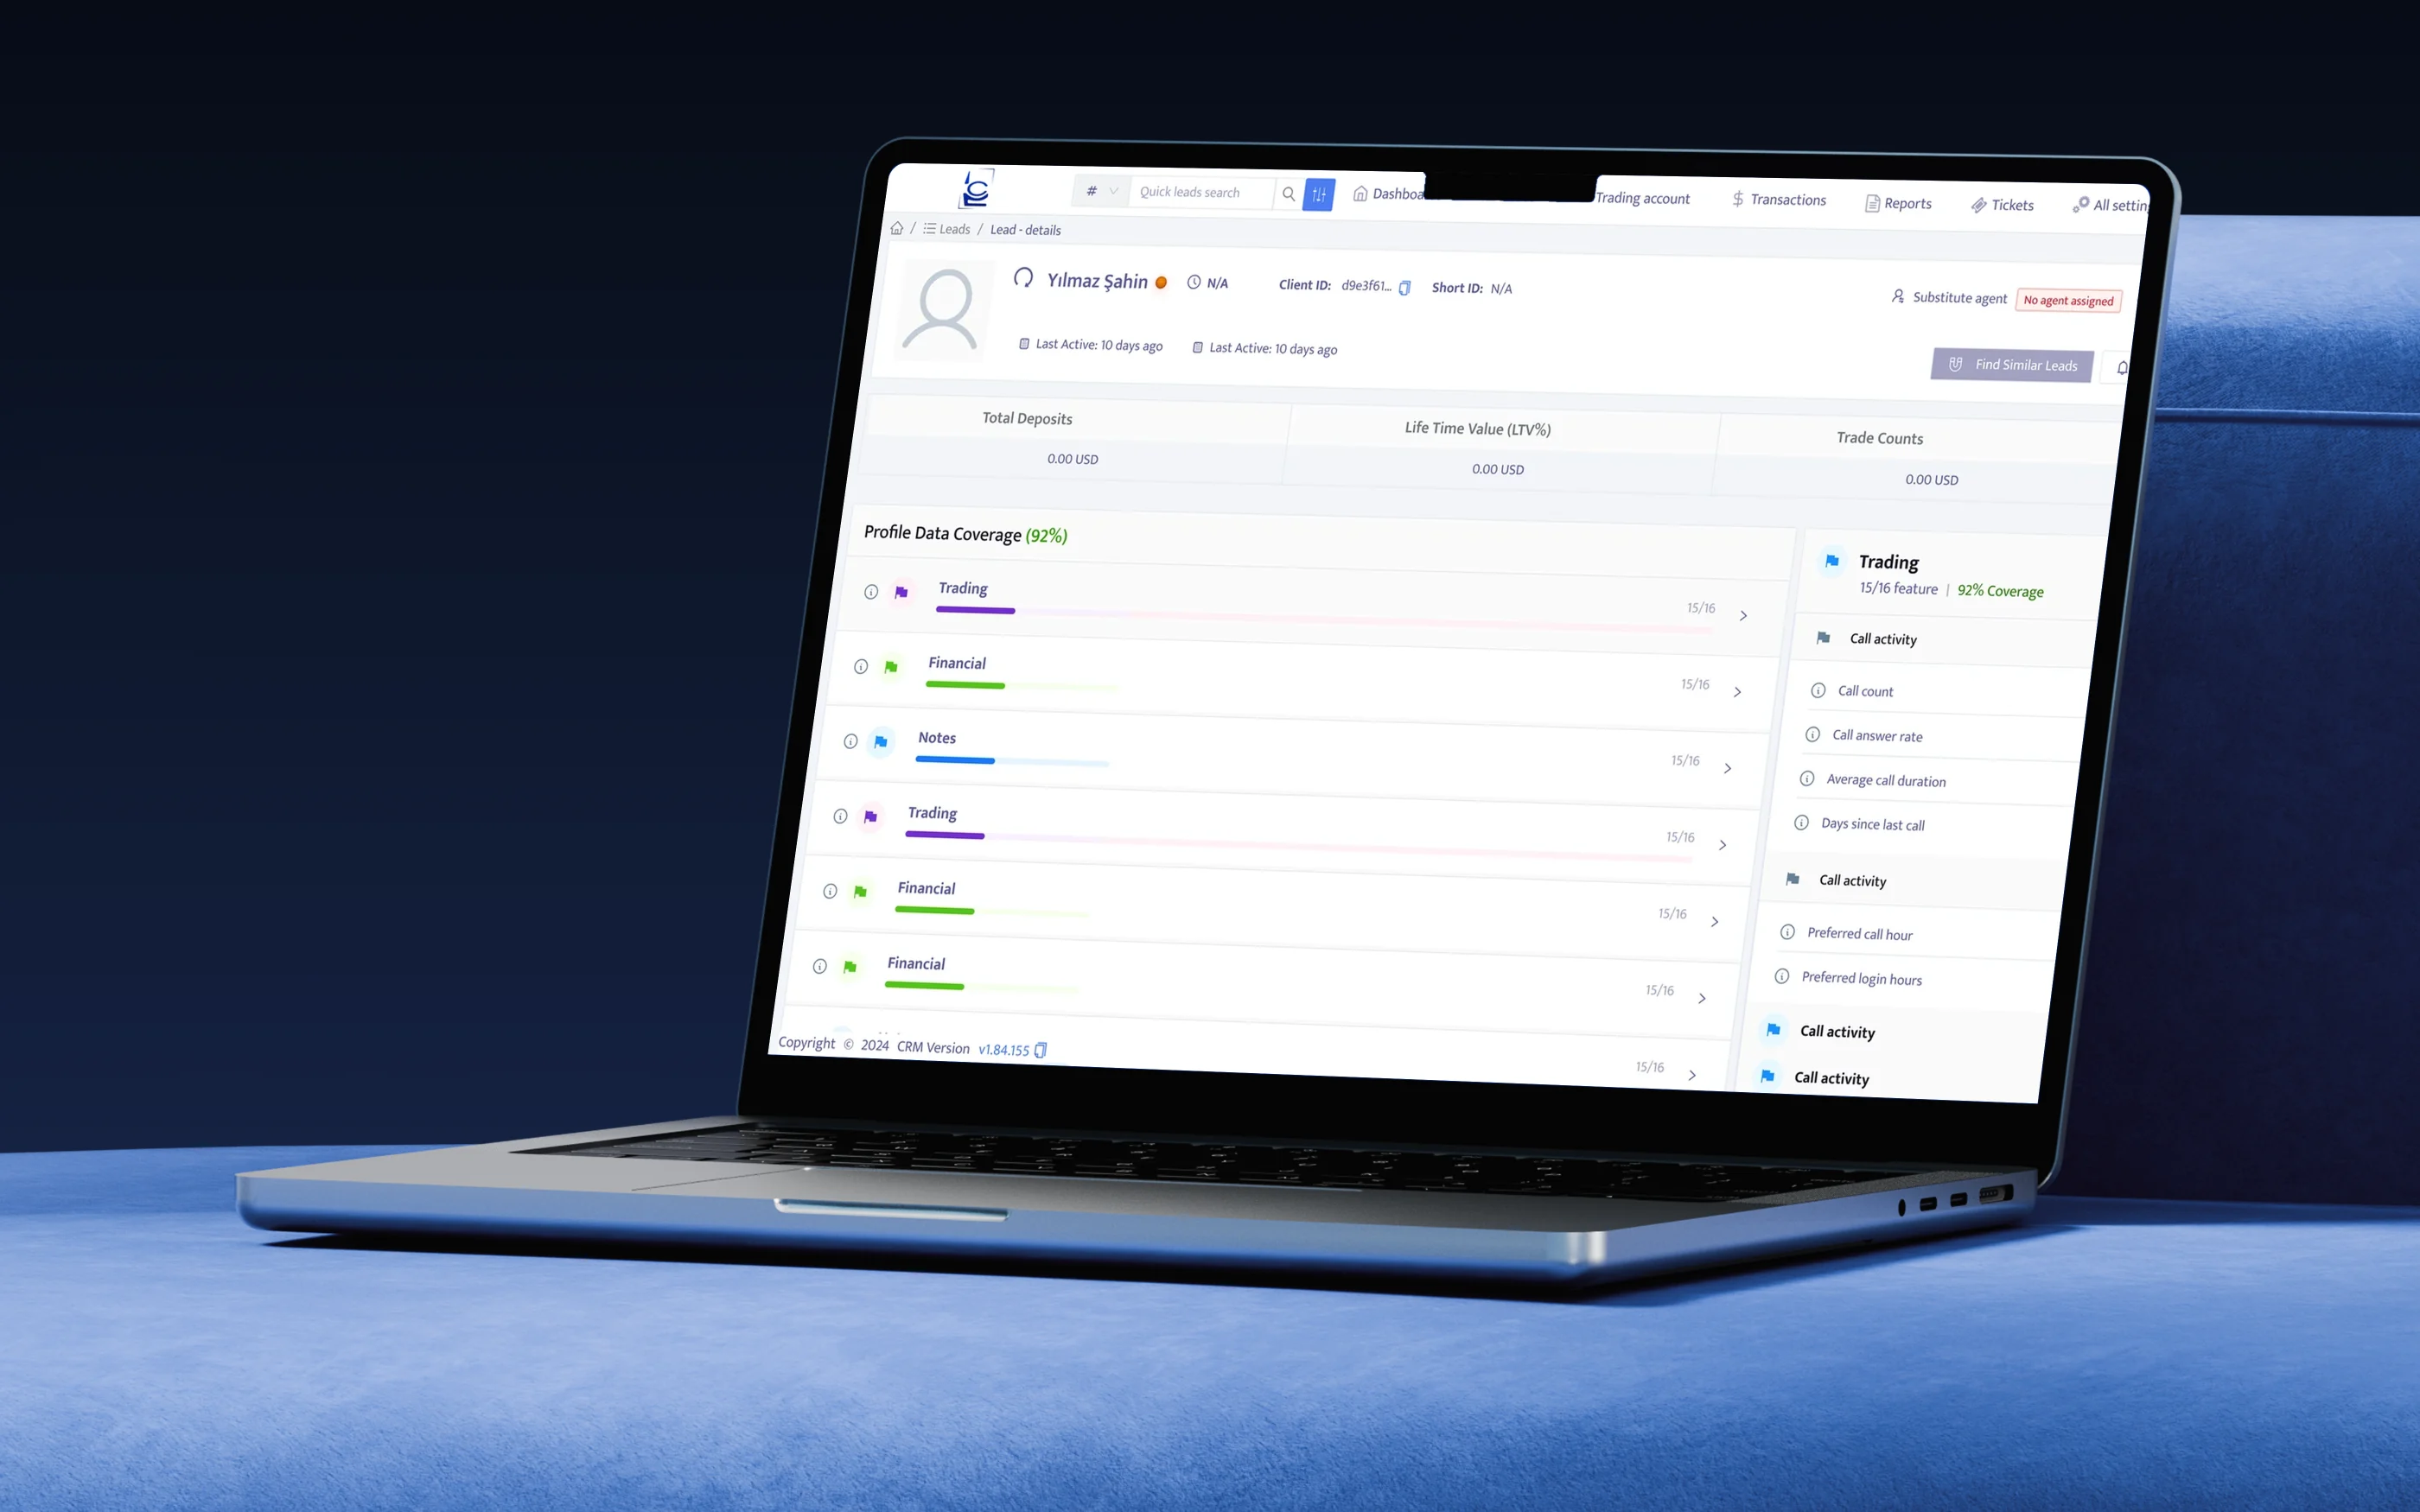 # Quick leads search Dashboa Trading account Transactions Reports Tickets All settin
/ Leads / Lead - details
Yılmaz Şahin N/A Client ID: d9e3f61... Short ID: N/A Substitute agent No agent assigned
Last Active: 10 days ago Last Active: 10 days ago Find Similar Leads
Total Deposits Life Time Value (LTV%) Trade Counts
0.00 USD 0.00 USD 0.00 USD
Profile Data Coverage (92%)
Trading 15/16
Financial 15/16
Notes 15/16
Trading 15/16
Financial 15/16
Financial 15/16
15/16
Copyright © 2024 CRM Version v1.84.155
Trading
15/16 feature | 92% Coverage
Call activity
Call count
Call answer rate
Average call duration
Days since last call
Call activity
Preferred call hour
Preferred login hours
Call activity
Call activity